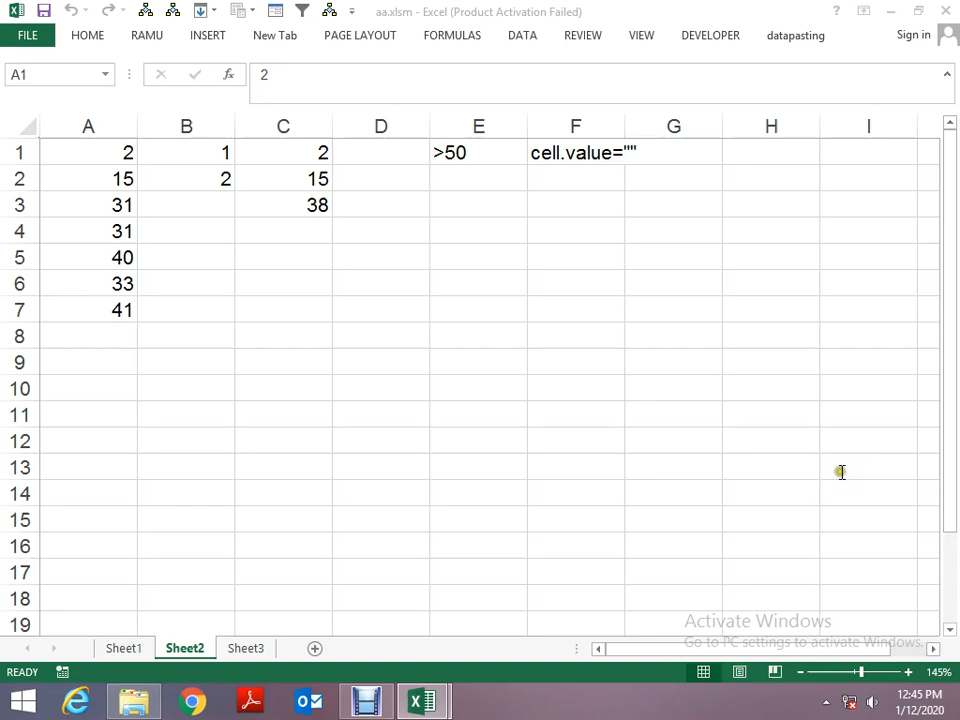 aa.xlsm - Excel (Product Activation Failed)
?
FILE HOME RAMU INSERT New Tab PAGE LAYOUT FORMULAS DATA REVIEW VIEW DEVELOPER datapasting Sign in
A1 fx 2
A B C D E F G H I
1 2 1 2 >50 cell.value=""
2 15 2 15
3 31 38
4 31
5 40
6 33
7 41
8
9
10
11
12
13
14
15
16
17
18
19
Activate Windows
Go to PC settings to activate Windows.
Sheet1 Sheet2 Sheet3
READY 145%
12:45 PM
1/12/2020